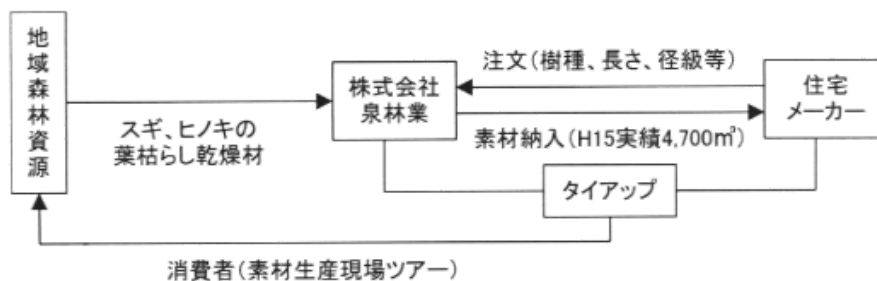 地域森林資源
スギ、ヒノキの
葉枯らし乾燥材
株式会社
泉林業
注文(樹種、長さ、径級等)
素材納入(H15実績4,700㎥)
住宅
メーカー
タイアップ
消費者(素材生産現場ツアー)